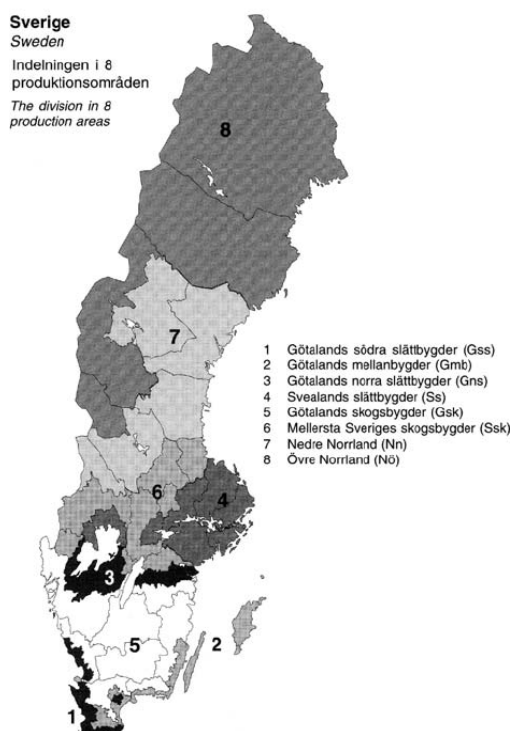 Sverige
Sweden
Indelningen i 8
produktionsområden
The division in 8
production areas
8
7
1 Götalands södra slättbygder (Gss)
2 Götalands mellanbygder (Gmb)
3 Götalands norra slättbygder (Gns)
4 Svealands slättbygder (Ss)
5 Götalands skogsbygder (Gsk)
6 Mellersta Sveriges skogsbygder (Ssk)
7 Nedre Norrland (Nn)
8 Övre Norrland (Nö)
6
4
3
5
2
1